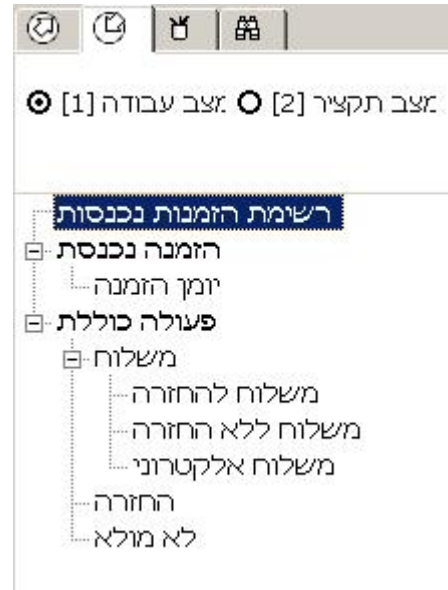 מצב עבודה [1] מצב תקציר [2]
רשימת הזמנות נכנסות
הזמנה נכנסת
יומן הזמנה
פעולה כוללת
משלוח
משלוח להחזרה
משלוח ללא החזרה
משלוח אלקטרוני
החזרה
לא מולא